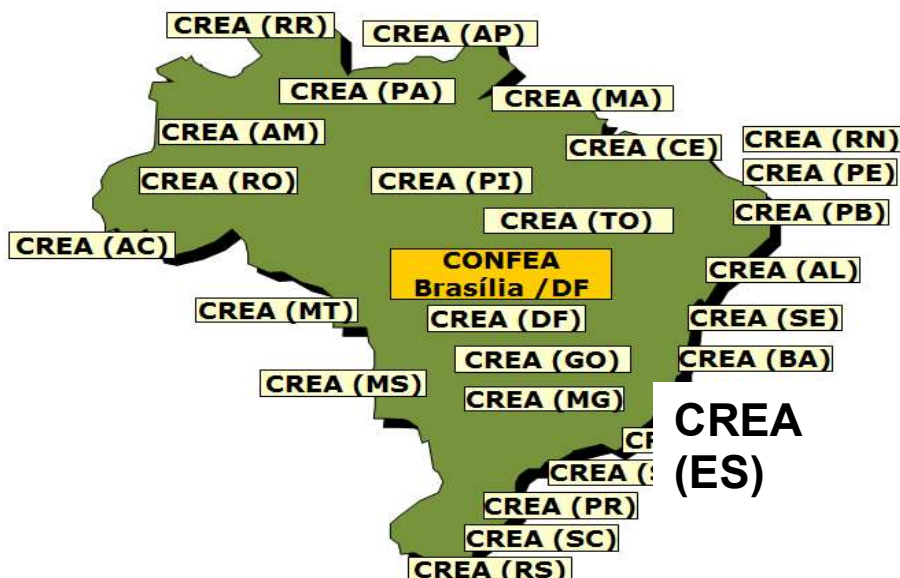 CREA (RR)
CREA (AP)
CREA (PA)
CREA (MA)
CREA (AM)
CREA (CE)
CREA (RN)
CREA (RO)
CREA (PI)
CREA (PE)
CREA (TO)
CREA (PB)
CREA (AC)
CONFEA
Brasília /DF
CREA (AL)
CREA (MT)
CREA (DF)
CREA (SE)
CREA (GO)
CREA (BA)
CREA (MS)
CREA (MG)
CREA
(ES)
CREA
CREA (PR)
CREA (SC)
CREA (RS)